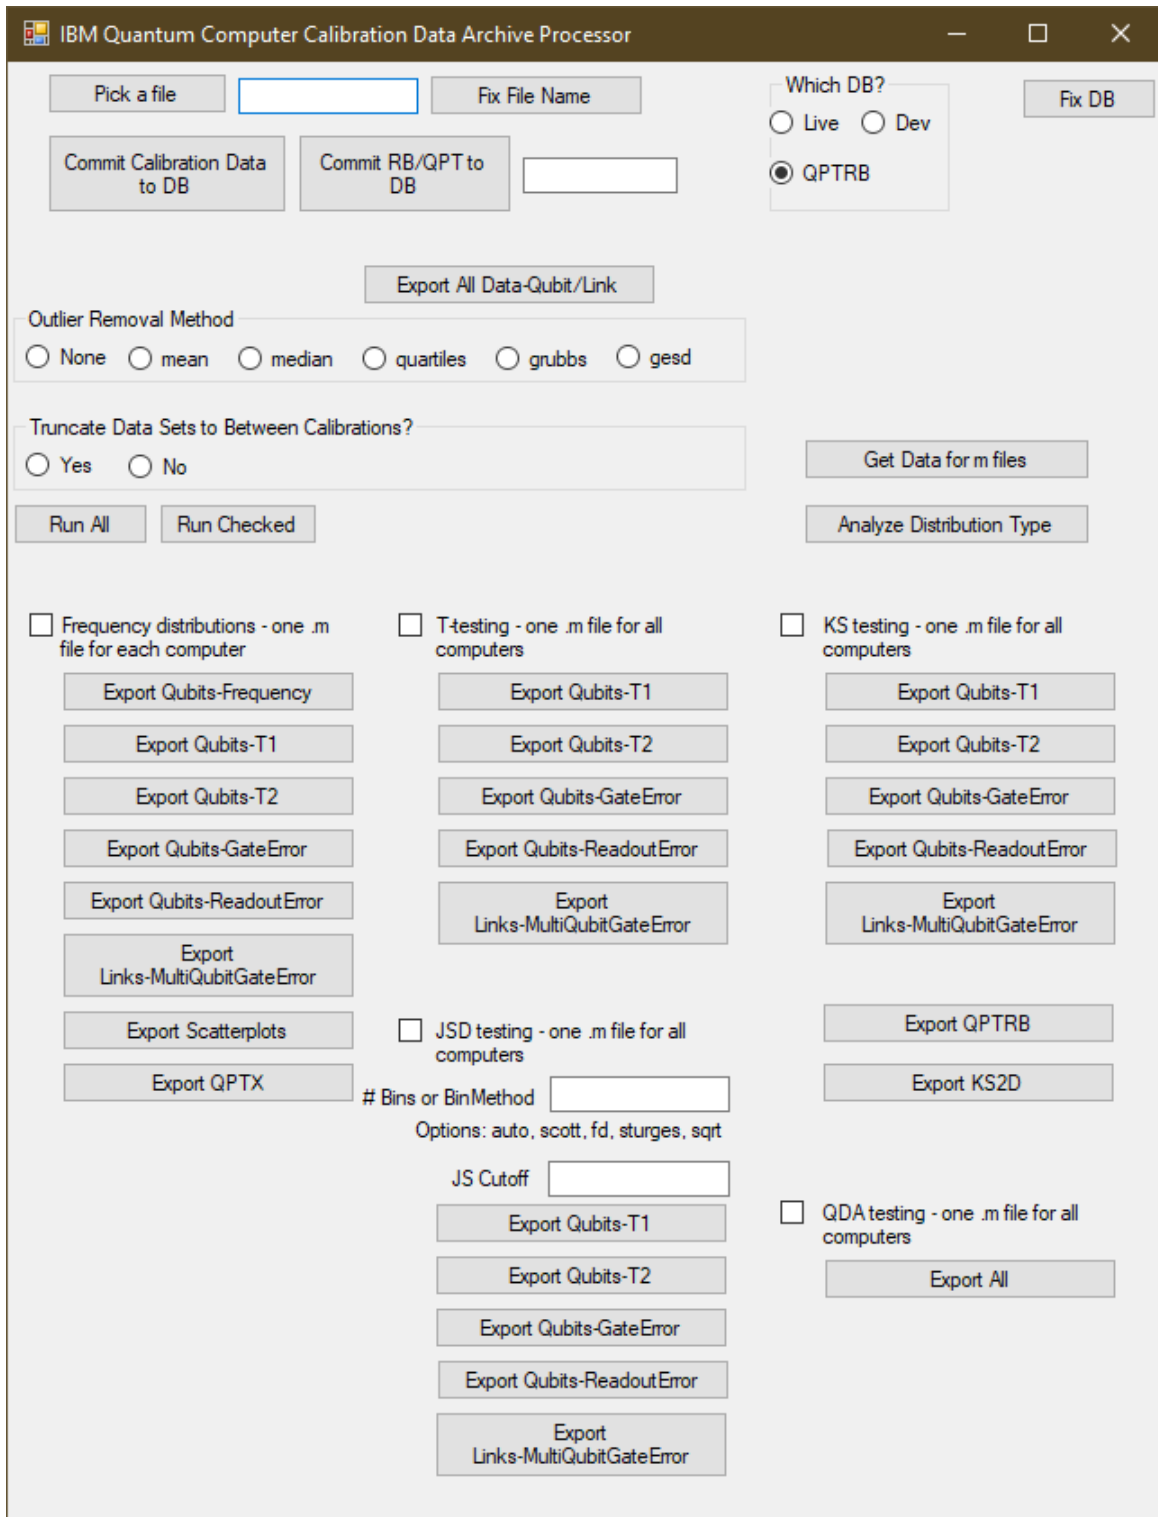 IBM Quantum Computer Calibration Data Archive Processor
Pick a file
Fix File Name
Which DB?
Fix DB
Live
Dev
Commit Calibration Data
to DB
Commit RB/QPT to
DB
QPTRB
Export All Data-Qubit/Link
Outlier Removal Method
None
mean
median
quartiles
grubbs
gesd
Truncate Data Sets to Between Calibrations?
Yes
No
Get Data for m files
Run All
Run Checked
Analyze Distribution Type
Frequency distributions - one .m
file for each computer
Export Qubits-Frequency
Export Qubits-T1
Export Qubits-T2
Export Qubits-GateError
Export Qubits-ReadoutError
Export
Links-MultiQubitGateError
Export Scatterplots
Export QPTX
T-testing - one .m file for all
computers
Export Qubits-T1
Export Qubits-T2
Export Qubits-GateError
Export Qubits-ReadoutError
Export
Links-MultiQubitGateError
JSD testing - one .m file for all
computers
# Bins or BinMethod
Options: auto, scott, fd, sturges, sqrt
JS Cutoff
Export Qubits-T1
Export Qubits-T2
Export Qubits-GateError
Export Qubits-ReadoutError
Export
Links-MultiQubitGateError
KS testing - one .m file for all
computers
Export Qubits-T1
Export Qubits-T2
Export Qubits-GateError
Export Qubits-ReadoutError
Export
Links-MultiQubitGateError
Export QPTRB
Export KS2D
QDA testing - one .m file for all
computers
Export All